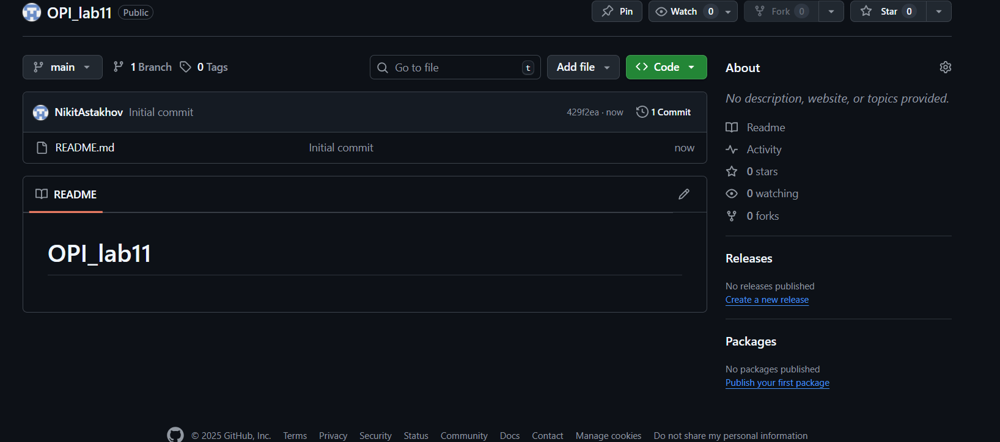 OPI_lab11 Public Pin Watch 0 Fork 0 Star 0
main 1 Branch 0 Tags Go to file t Add file Code
NikitAstakhov Initial commit 429f2ea · now 1 Commit
README.md Initial commit now
README
OPI_lab11
About
No description, website, or topics provided.
Readme
Activity
0 stars
0 watching
0 forks
Releases
No releases published
Create a new release
Packages
No packages published
Publish your first package
© 2025 GitHub, Inc. Terms Privacy Security Status Community Docs Contact Manage cookies Do not share my personal information